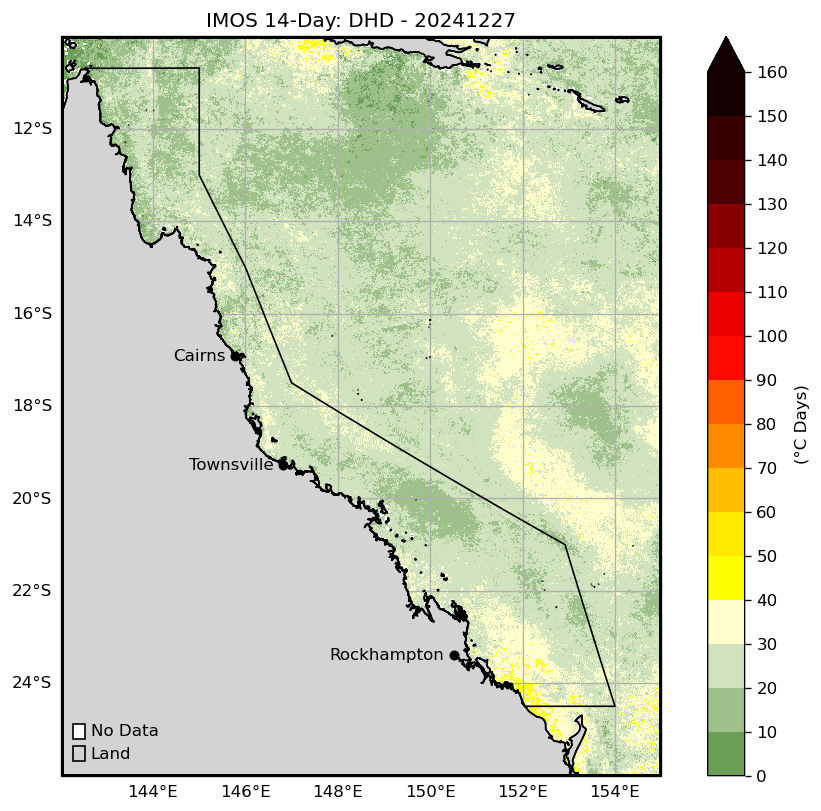 IMOS 14-Day: DHD - 20241227
12°S
14°S
16°S
18°S
20°S
22°S
24°S
Cairns
Townsville
Rockhampton
No Data
Land
144°E 146°E 148°E 150°E 152°E 154°E
160
150
140
130
120
110
100
90
80
70
60
50
40
30
20
10
0
(°C Days)